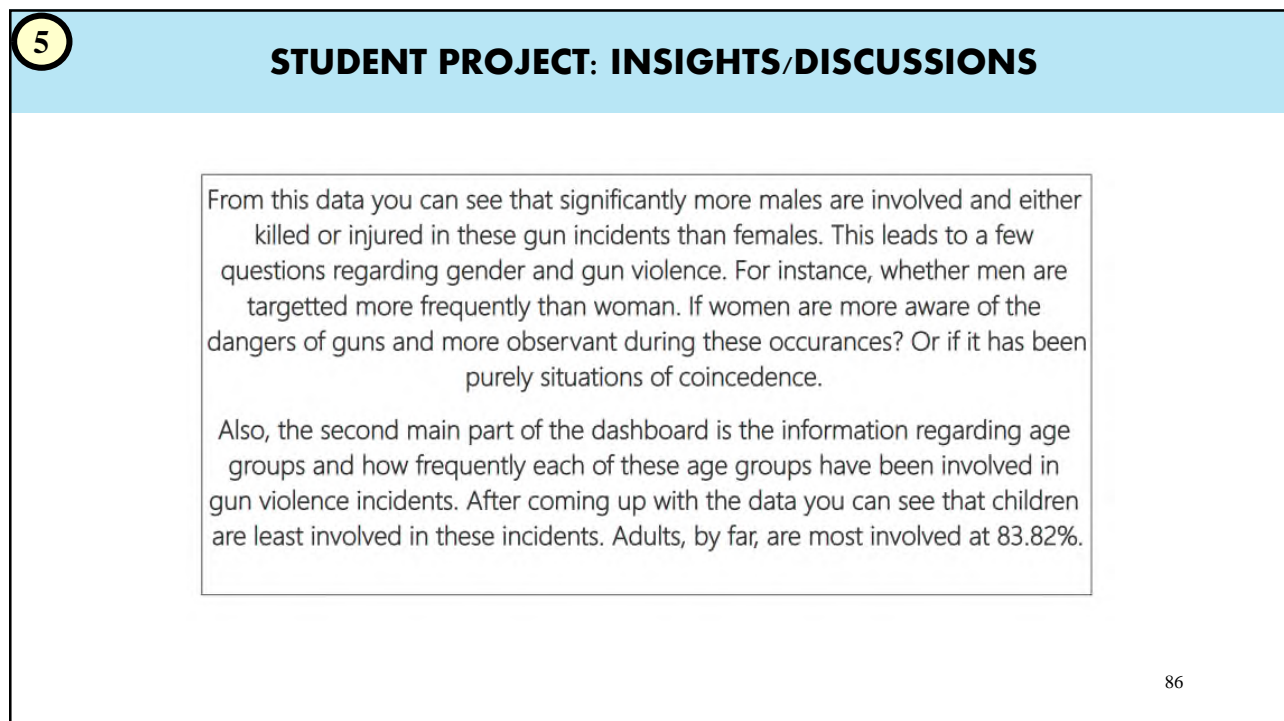 5
STUDENT PROJECT: INSIGHTS/DISCUSSIONS
From this data you can see that significantly more males are involved and either
killed or injured in these gun incidents than females. This leads to a few
questions regarding gender and gun violence. For instance, whether men are
targetted more frequently than woman. If women are more aware of the
dangers of guns and more observant during these occurances? Or if it has been
purely situations of coincedence.
Also, the second main part of the dashboard is the information regarding age
groups and how frequently each of these age groups have been involved in
gun violence incidents. After coming up with the data you can see that children
are least involved in these incidents. Adults, by far, are most involved at 83.82%.
86